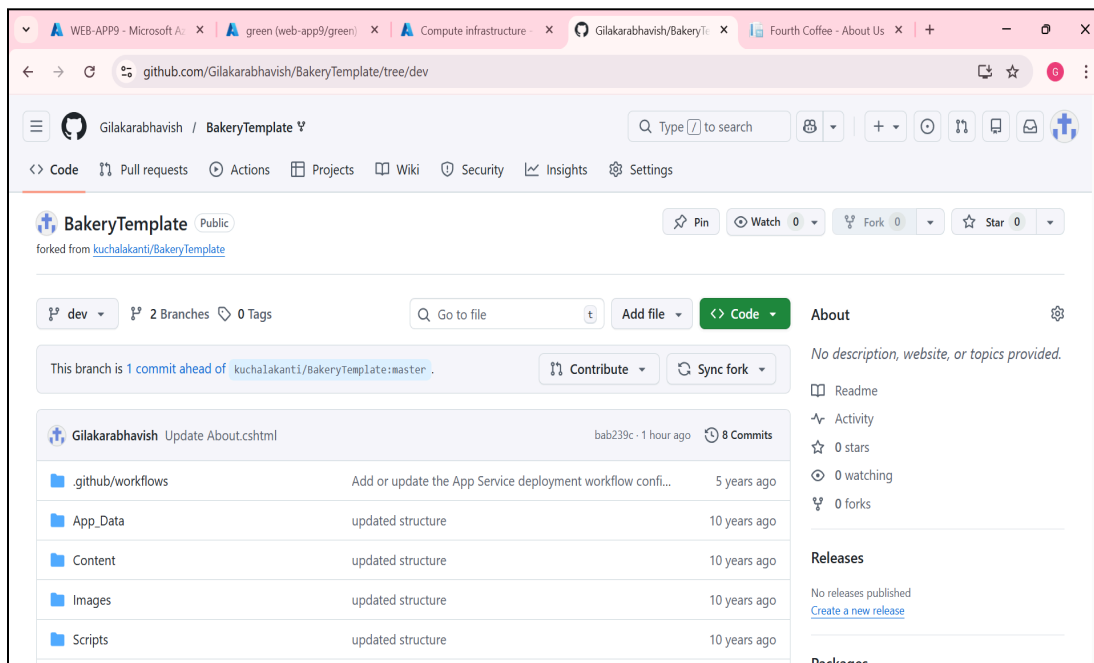 WEB-APP9 - Microsoft Az
green (web-app9/green)
Compute infrastructure -
Gilakarabhavish/BakeryTe
Fourth Coffee - About Us
github.com/Gilakarabhavish/BakeryTemplate/tree/dev
G
Gilakarabhavish / BakeryTemplate
Type / to search
Code Pull requests Actions Projects Wiki Security Insights Settings
BakeryTemplate Public
Pin Watch 0 Fork 0 Star 0
forked from kuchalakanti/BakeryTemplate
dev 2 Branches 0 Tags Go to file t Add file Code
About
This branch is 1 commit ahead of kuchalakanti/BakeryTemplate:master .
Contribute Sync fork
No description, website, or topics provided.
Readme
Activity
0 stars
0 watching
0 forks
Gilakarabhavish Update About.cshtml bab239c · 1 hour ago 8 Commits
.github/workflows Add or update the App Service deployment workflow confi... 5 years ago
App_Data updated structure 10 years ago
Content updated structure 10 years ago
Images updated structure 10 years ago
Scripts updated structure 10 years ago
Releases
No releases published
Create a new release
Packages